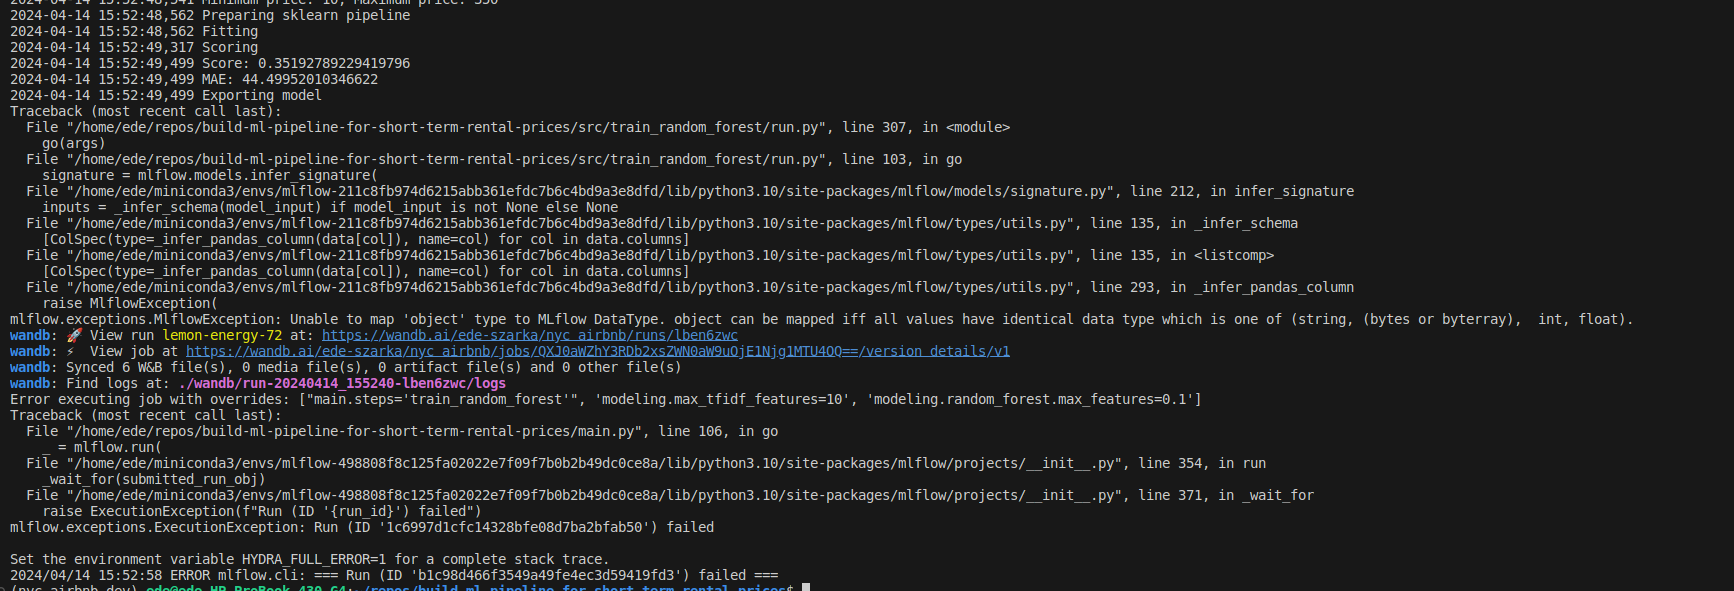 2024-04-14 15:52:48,541 Minimum price: 10, Maximum price: 350
2024-04-14 15:52:48,562 Preparing sklearn pipeline
2024-04-14 15:52:48,562 Fitting
2024-04-14 15:52:49,317 Scoring
2024-04-14 15:52:49,499 Score: 0.35192789229419796
2024-04-14 15:52:49,499 MAE: 44.49952010346622
2024-04-14 15:52:49,499 Exporting model
Traceback (most recent call last):
  File "/home/ede/repos/build-ml-pipeline-for-short-term-rental-prices/src/train_random_forest/run.py", line 307, in <module>
    go(args)
  File "/home/ede/repos/build-ml-pipeline-for-short-term-rental-prices/src/train_random_forest/run.py", line 103, in go
    signature = mlflow.models.infer_signature(
  File "/home/ede/miniconda3/envs/mlflow-211c8fb974d6215abb361efdc7b6c4bd9a3e8dfd/lib/python3.10/site-packages/mlflow/models/signature.py", line 212, in infer_signature
    inputs = _infer_schema(model_input) if model_input is not None else None
  File "/home/ede/miniconda3/envs/mlflow-211c8fb974d6215abb361efdc7b6c4bd9a3e8dfd/lib/python3.10/site-packages/mlflow/types/utils.py", line 135, in _infer_schema
    [ColSpec(type=_infer_pandas_column(data[col]), name=col) for col in data.columns]
  File "/home/ede/miniconda3/envs/mlflow-211c8fb974d6215abb361efdc7b6c4bd9a3e8dfd/lib/python3.10/site-packages/mlflow/types/utils.py", line 135, in <listcomp>
    [ColSpec(type=_infer_pandas_column(data[col]), name=col) for col in data.columns]
  File "/home/ede/miniconda3/envs/mlflow-211c8fb974d6215abb361efdc7b6c4bd9a3e8dfd/lib/python3.10/site-packages/mlflow/types/utils.py", line 293, in _infer_pandas_column
    raise MlflowException(
mlflow.exceptions.MlflowException: Unable to map 'object' type to MLflow DataType. object can be mapped iff all values have identical data type which is one of (string, (bytes or byterray),  int, float).
wandb: 🚀 View run lemon-energy-72 at: https://wandb.ai/ede-szarka/nyc_airbnb/runs/lben6zwc
wandb: ⚡ View job at https://wandb.ai/ede-szarka/nyc_airbnb/jobs/QXJ0aWZhY3RDb2xsZWN0aW9uOjE1Njg1MTU4OQ==/version_details/v1
wandb: Synced 6 W&B file(s), 0 media file(s), 0 artifact file(s) and 0 other file(s)
wandb: Find logs at: ./wandb/run-20240414_155240-lben6zwc/logs
Error executing job with overrides: ["main.steps='train_random_forest'", 'modeling.max_tfidf_features=10', 'modeling.random_forest.max_features=0.1']
Traceback (most recent call last):
  File "/home/ede/repos/build-ml-pipeline-for-short-term-rental-prices/main.py", line 106, in go
    _ = mlflow.run(
  File "/home/ede/miniconda3/envs/mlflow-498808f8c125fa02022e7f09f7b0b2b49dc0ce8a/lib/python3.10/site-packages/mlflow/projects/__init__.py", line 354, in run
    _wait_for(submitted_run_obj)
  File "/home/ede/miniconda3/envs/mlflow-498808f8c125fa02022e7f09f7b0b2b49dc0ce8a/lib/python3.10/site-packages/mlflow/projects/__init__.py", line 371, in _wait_for
    raise ExecutionException(f"Run (ID '{run_id}') failed")
mlflow.exceptions.ExecutionException: Run (ID '1c6997d1cfc14328bfe08d7ba2bfab50') failed
Set the environment variable HYDRA_FULL_ERROR=1 for a complete stack trace.
2024/04/14 15:52:58 ERROR mlflow.cli: === Run (ID 'b1c98d466f3549a49fe4ec3d59419fd3') failed ===
(nyc_airbnb_dev) ede@ede-HP-ProBook-430-G4:~/repos/build-ml-pipeline-for-short-term-rental-prices$